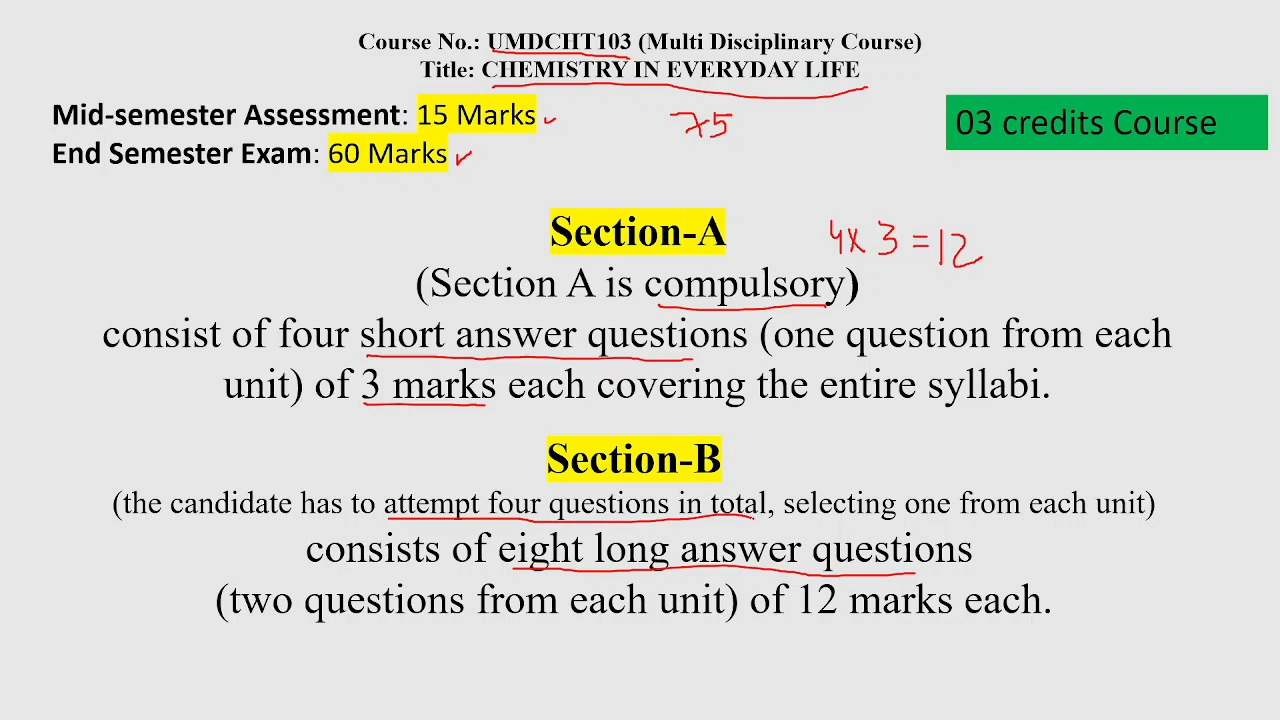 Course No.: UMDCHT103 (Multi Disciplinary Course)
Title: CHEMISTRY IN EVERYDAY LIFE
Mid-semester Assessment: 15 Marks
75
03 credits Course
End Semester Exam: 60 Marks
Section-A
4x 3 = 12
(Section A is compulsory)
consist of four short answer questions (one question from each
unit) of 3 marks each covering the entire syllabi.
Section-B
(the candidate has to attempt four questions in total, selecting one from each unit)
consists of eight long answer questions
(two questions from each unit) of 12 marks each.